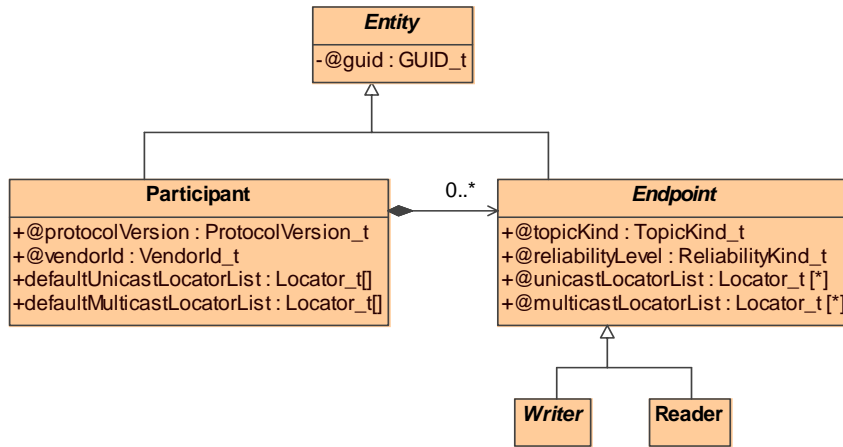 Entity
-@guid : GUID_t
Participant
+@protocolVersion : ProtocolVersion_t
+@vendorId : VendorId_t
+defaultUnicastLocatorList : Locator_t[]
+defaultMulticastLocatorList : Locator_t[]
0..*
Endpoint
+@topicKind : TopicKind_t
+@reliabilityLevel : ReliabilityKind_t
+@unicastLocatorList : Locator_t [*]
+@multicastLocatorList : Locator_t [*]
Writer
Reader